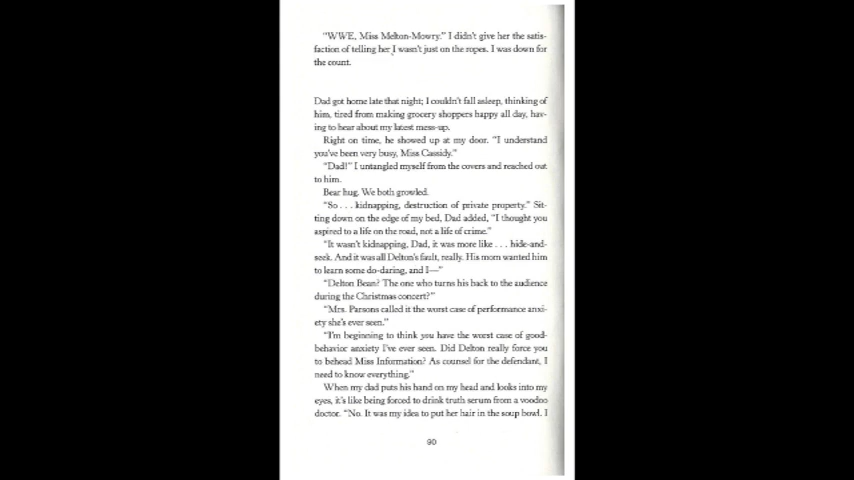 "WWE, Miss Melton-Mowry." I didn't give her the satis-
faction of telling her I wasn't just on the ropes. I was down for
the count.
Dad got home late that night; I couldn't fall asleep, thinking of
him, tired from making grocery shoppers happy all day, hav-
ing to hear about my latest mess-up.
Right on time, he showed up at my door. "I understand
you've been very busy, Miss Cassidy."
"Dad!" I untangled myself from the covers and reached out
to him.
Bear hug. We both growled.
"So . . . kidnapping, destruction of private property." Sit-
ting down on the edge of my bed, Dad added, "I thought you
aspired to a life on the road, not a life of crime."
"It wasn't kidnapping, Dad, it was more like . . . hide-and-
seek. And it was all Delton's fault, really. His mom wanted him
to learn some do-daring, and I—"
"Delton Bean? The one who turns his back to the audience
during the Christmas concert?"
"Mrs. Parsons called it the worst case of performance anxi-
ety she's ever seen."
"I'm beginning to think you have the worst case of good-
behavior anxiety I've ever seen. Did Delton really force you
to behead Miss Information? As counsel for the defendant, I
need to know everything."
When my dad puts his hand on my head and looks into my
eyes, it's like being forced to drink truth serum from a voodoo
doctor. "No. It was my idea to put her hair in the soup bowl. I
90